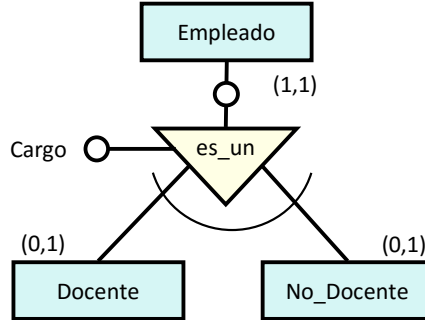 Empleado
(1,1)
es_un
Cargo
(0,1)
(0,1)
Docente
No_Docente